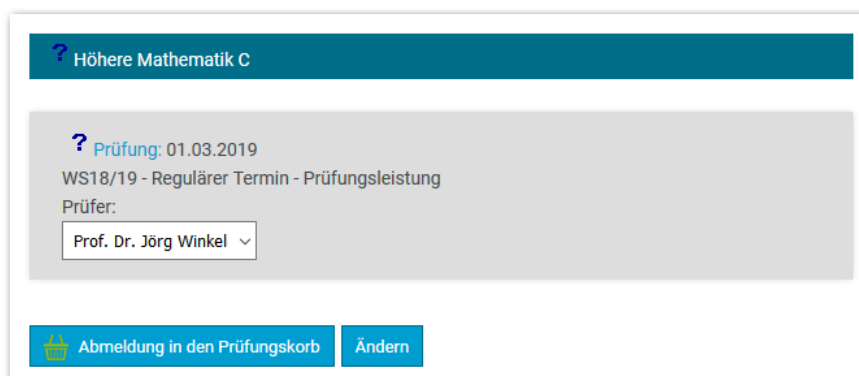 ? Höhere Mathematik C
? Prüfung: 01.03.2019
WS18/19 - Regulärer Termin - Prüfungsleistung
Prüfer:
Prof. Dr. Jörg Winkel
Abmeldung in den Prüfungskorb Ändern